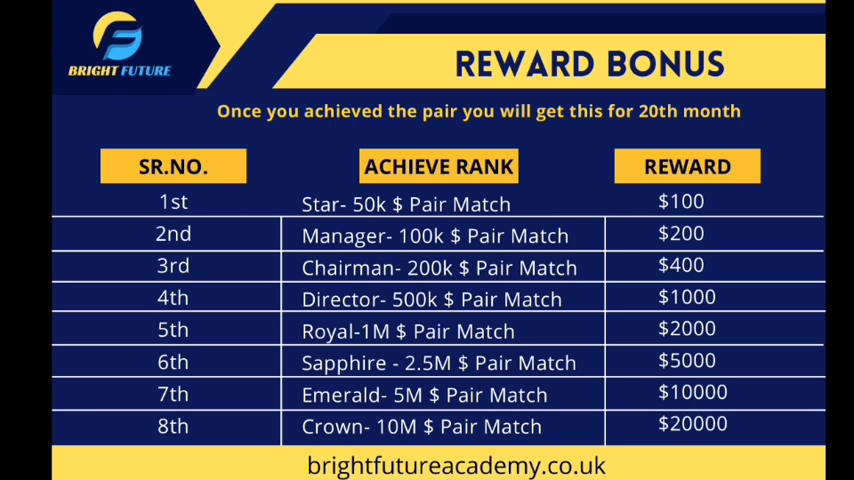 BRIGHT FUTURE
REWARD BONUS
Once you achieved the pair you will get this for 20th month
SR.NO. ACHIEVE RANK REWARD
1st Star- 50k $ Pair Match $100
2nd Manager- 100k $ Pair Match $200
3rd Chairman- 200k $ Pair Match $400
4th Director- 500k $ Pair Match $1000
5th Royal-1M $ Pair Match $2000
6th Sapphire - 2.5M $ Pair Match $5000
7th Emerald- 5M $ Pair Match $10000
8th Crown- 10M $ Pair Match $20000
brightfutureacademy.co.uk